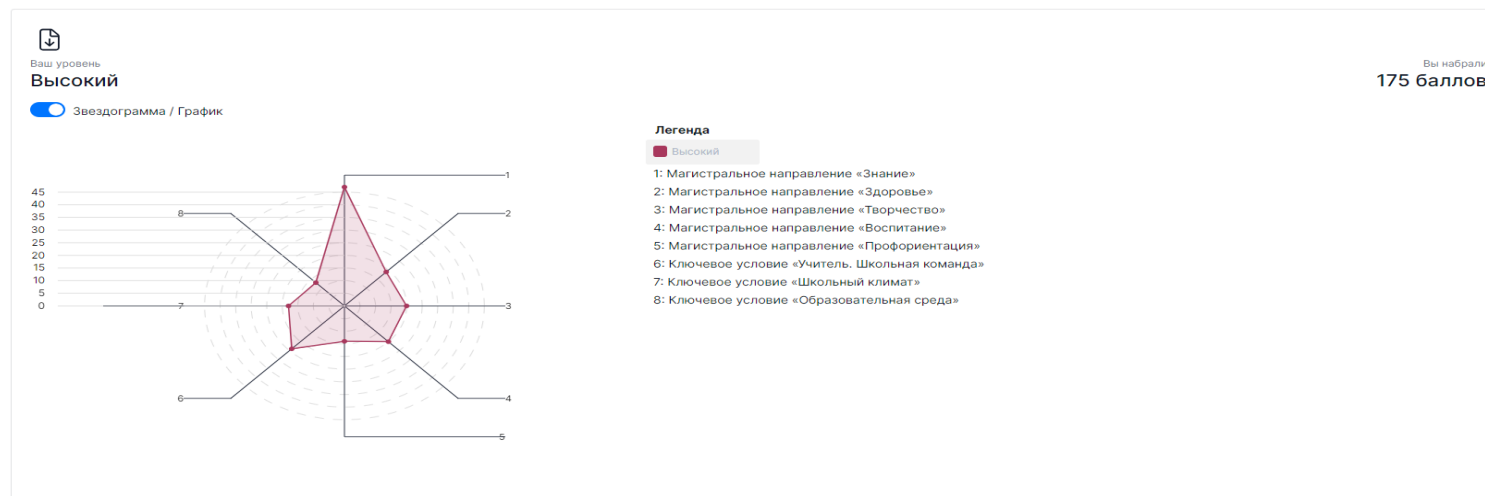 Ваш уровень
Высокий
Вы набрали
175 баллов
Звездограмма / График
Легенда
Высокий
1: Магистральное направление «Знание»
2: Магистральное направление «Здоровье»
3: Магистральное направление «Творчество»
4: Магистральное направление «Воспитание»
5: Магистральное направление «Профориентация»
6: Ключевое условие «Учитель. Школьная команда»
7: Ключевое условие «Школьный климат»
8: Ключевое условие «Образовательная среда»
45
40
35
30
25
20
15
10
5
0
1
2
3
4
5
6
7
8